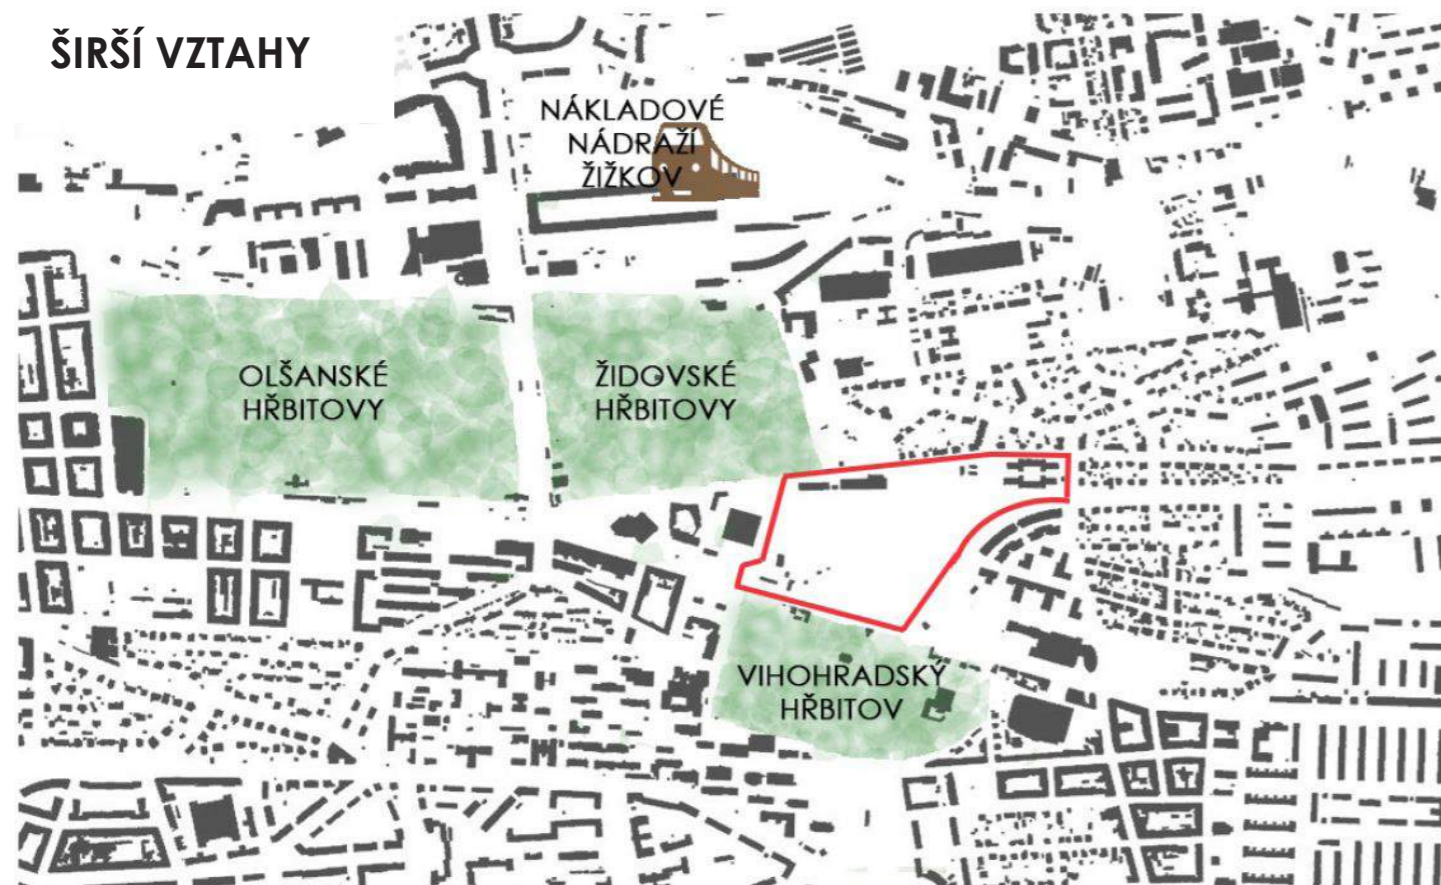 ŠIRŠÍ VZTAHY
NÁKLADOVÉ
NÁDRAŽÍ
ŽIŽKOV
OLŠANSKÉ
HŘBITOVY
ŽIDOVSKÉ
HŘBITOVY
VIHOHRADSKÝ
HŘBITOV